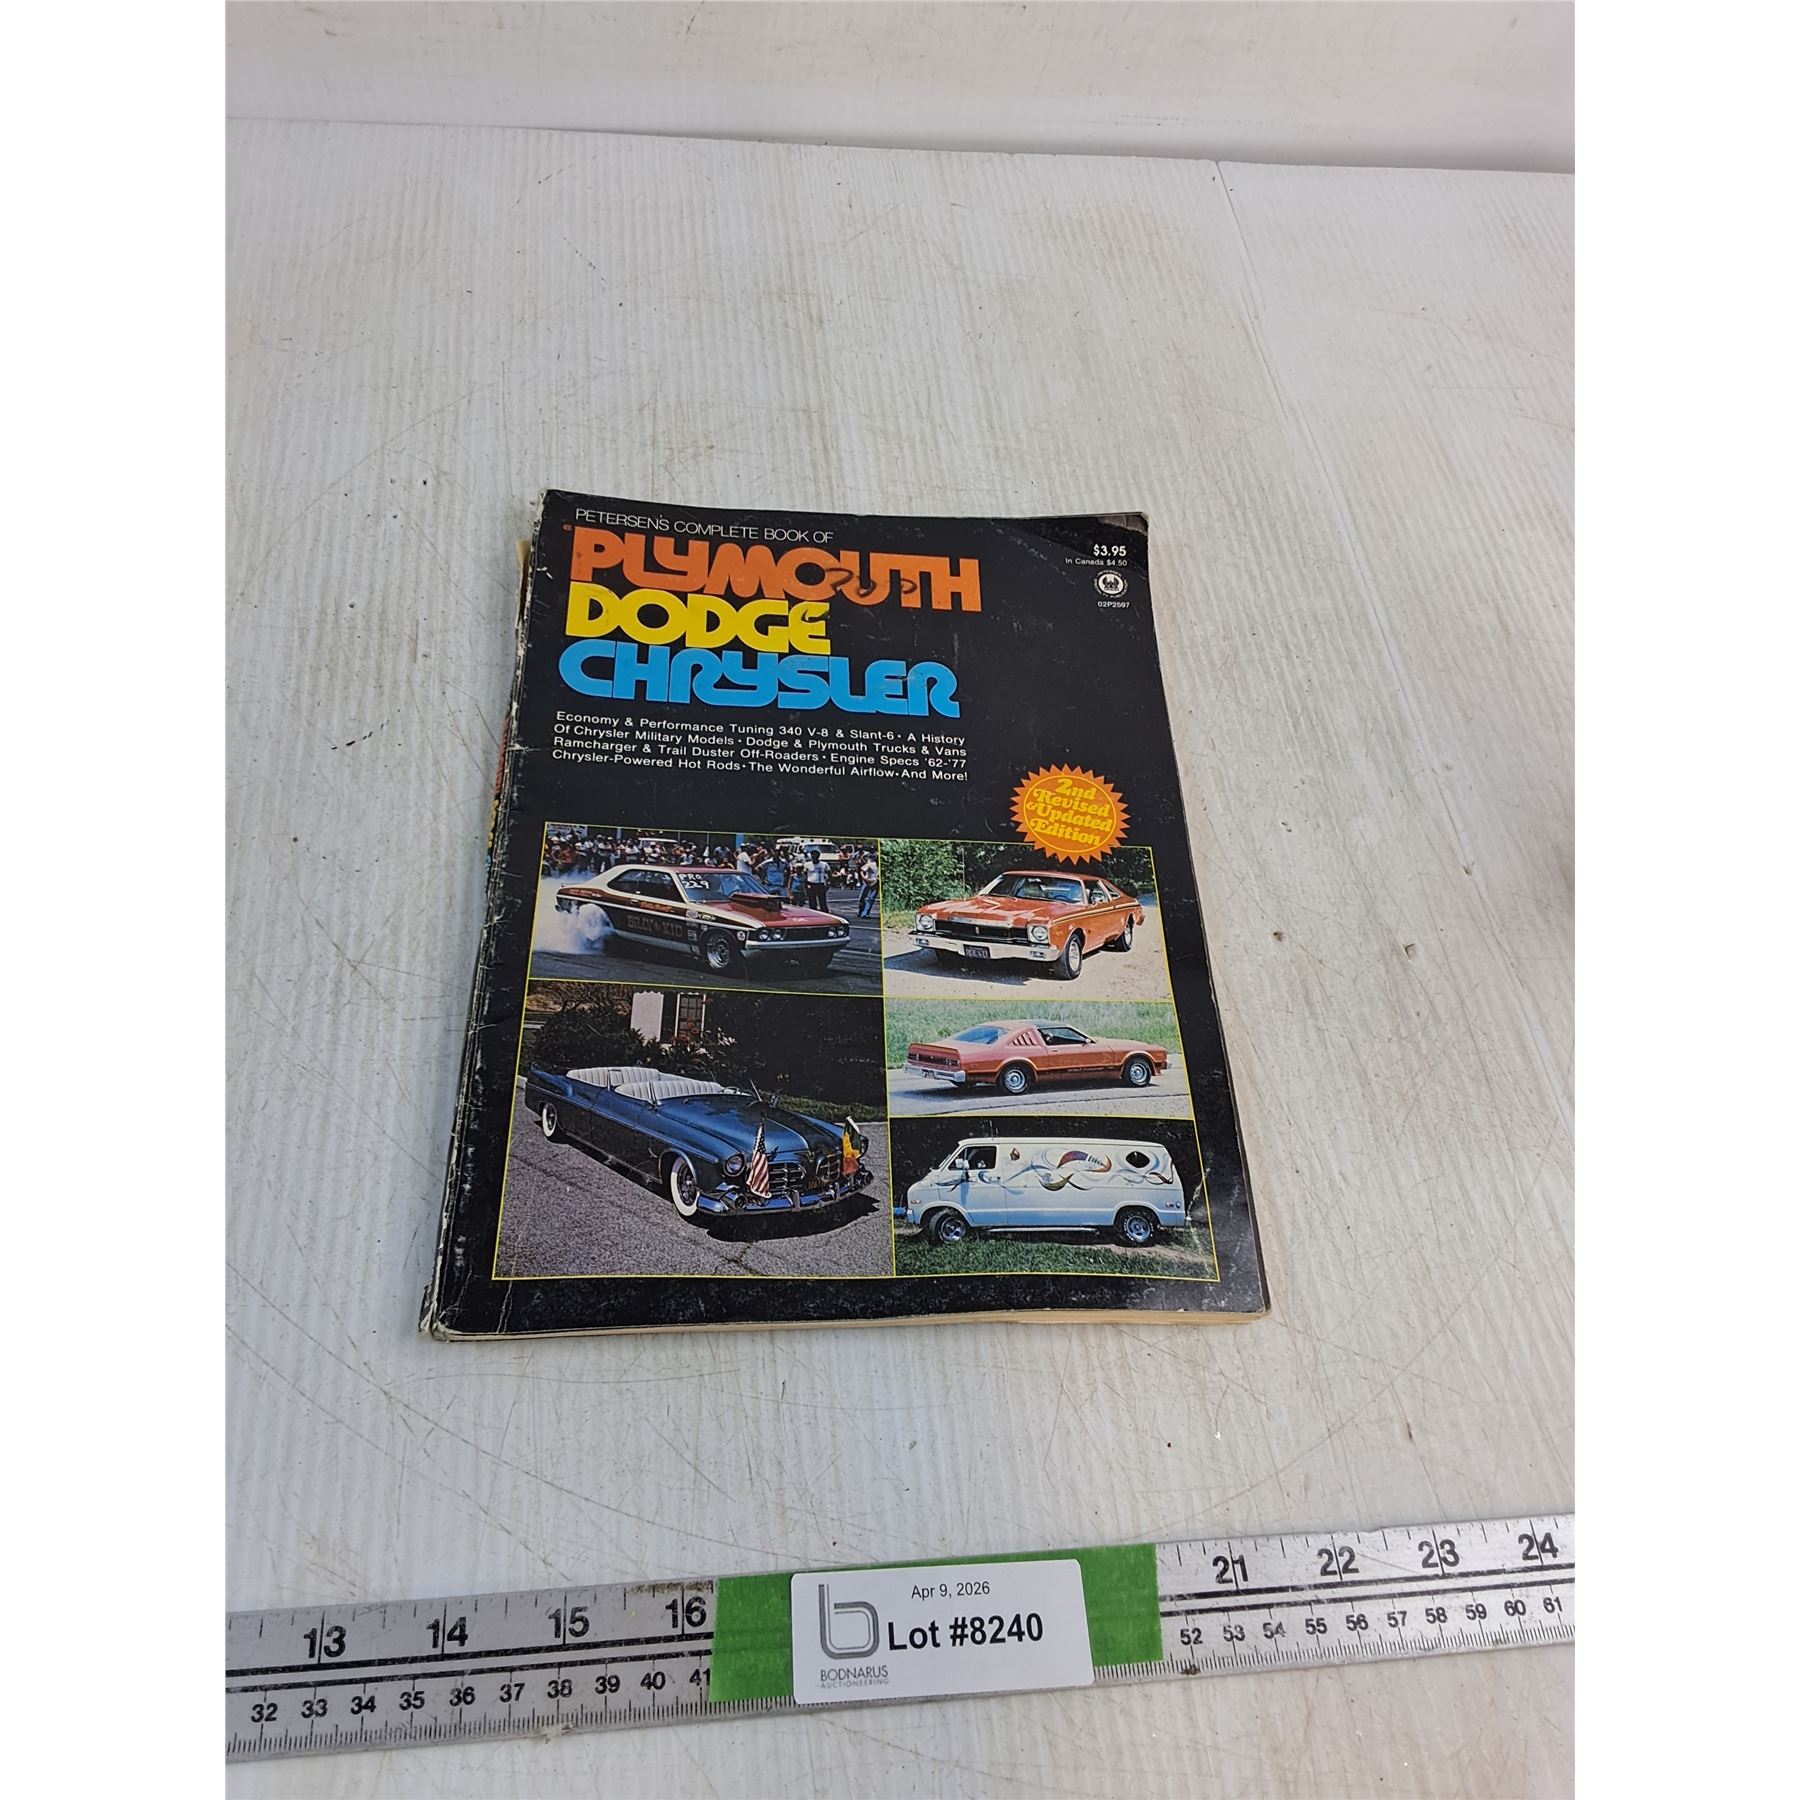 PETERSEN'S COMPLETE BOOK OF
PLYMOUTH
DODGE
CHRYSLER
$3.95
In Canada $4.50
02P2597
Economy & Performance Tuning 340 V-8 & Slant-6 • A History
Of Chrysler Military Models • Dodge & Plymouth Trucks & Vans
Ramcharger & Trail Duster Off-Roaders • Engine Specs '62-'77
Chrysler-Powered Hot Rods • The Wonderful Airflow • And More!
2nd
Revised
& Updated
Edition
PRO
229
BILLY the KID
13 14 15 16 21 22 23 24
32 33 34 35 36 37 38 39 40 41 52 53 54 55 56 57 58 59 60 61
Apr 9, 2026
Lot #8240
BODNARUS
AUCTIONEERING